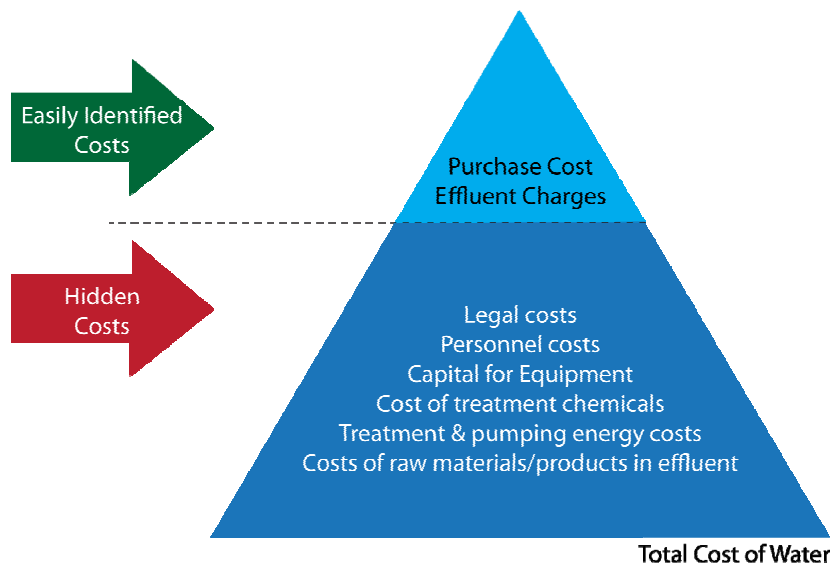 Easily Identified
Costs
Purchase Cost
Effluent Charges
Hidden
Costs
Legal costs
Personnel costs
Capital for Equipment
Cost of treatment chemicals
Treatment & pumping energy costs
Costs of raw materials/products in effluent
Total Cost of Water